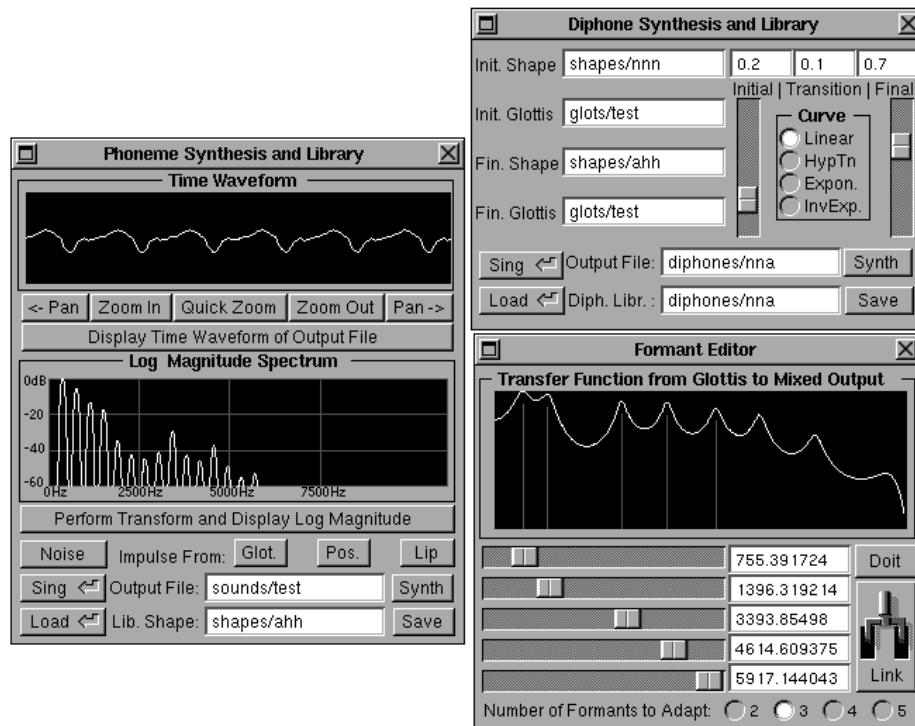 Phoneme Synthesis and Library
Time Waveform
<- Pan Zoom In Quick Zoom Zoom Out Pan ->
Display Time Waveform of Output File
Log Magnitude Spectrum
0dB
-20
-40
-60
0Hz 2500Hz 5000Hz 7500Hz
Perform Transform and Display Log Magnitude
Noise Impulse From: Glot. Pos. Lip
Sing Output File: sounds/test Synth
Load Lib. Shape: shapes/ahh Save
Diphone Synthesis and Library
Init. Shape shapes/nnn 0.2 0.1 0.7
Initial | Transition | Final
Init. Glottis glots/test
Curve
Linear
Fin. Shape shapes/ahh
HypTn
Expon.
Fin. Glottis glots/test
InvExp.
Sing Output File: diphones/nna Synth
Load Diph. Libr. : diphones/nna Save
Formant Editor
Transfer Function from Glottis to Mixed Output
755.391724 Doit
1396.319214
3393.85498
4614.609375
5917.144043 Link
Number of Formants to Adapt: 2 3 4 5